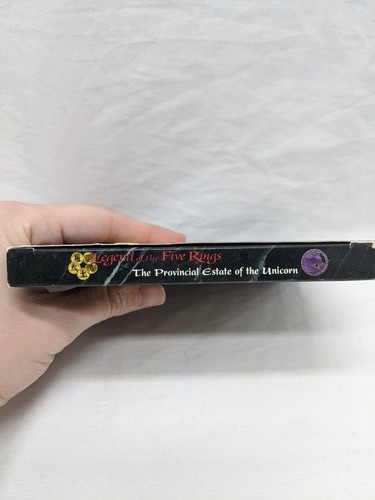 Legend of the Five Rings
The Provincial Estate of the Unicorn